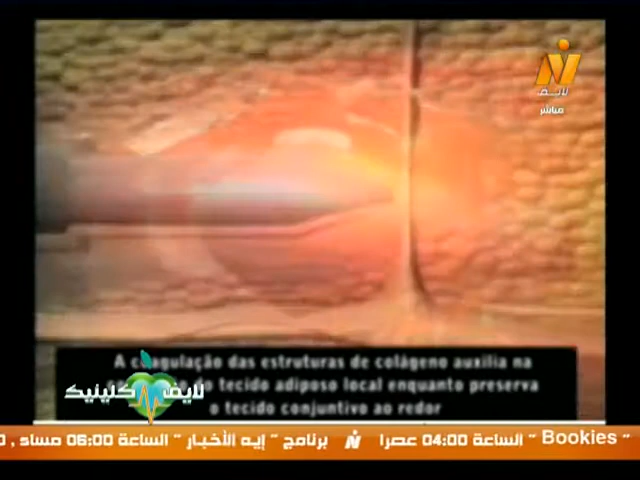 لايف
مباشر
A coagulação das estruturas de colágeno auxilia na
do tecido adiposo local enquanto preserva
o tecido conjuntivo ao redor
لايف كلينيك
" Bookies " الساعة 04:00 عصرا N برنامج " إيه الأخبار " الساعة 06:00 مساء ,